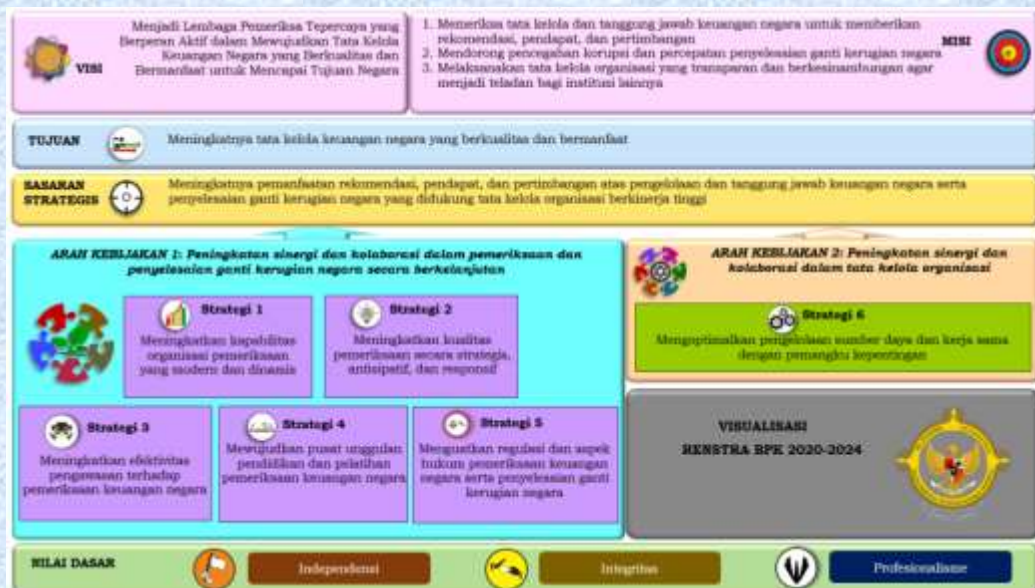 VISI
Menjadi Lembaga Pemeriksa Tepercaya yang
Berperan Aktif dalam Mewujudkan Tata Kelola
Keuangan Negara yang Berkualitas dan
Bermanfaat untuk Mencapai Tujuan Negara
MISI
1. Memeriksa tata kelola dan tanggung jawab keuangan negara untuk memberikan
rekomendasi, pendapat, dan pertimbangan
2. Mendorong pencegahan korupsi dan percepatan penyelesaian ganti kerugian negara
3. Melaksanakan tata kelola organisasi yang transparan dan berkesinambungan agar
menjadi teladan bagi institusi lainnya
TUJUAN
Meningkatnya tata kelola keuangan negara yang berkualitas dan bermanfaat
SASARAN
STRATEGIS
Meningkatnya pemanfaatan rekomendasi, pendapat, dan pertimbangan atas pengelolaan dan tanggung jawab keuangan negara serta
penyelesaian ganti kerugian negara yang didukung tata kelola organisasi berkinerja tinggi
ARAH KEBIJAKAN 1: Peningkatan sinergi dan kolaborasi dalam pemeriksaan dan
penyelesaian ganti kerugian negara secara berkelanjutan
Strategi 1
Meningkatkan kapabilitas
organisasi pemeriksaan
yang modern dan dinamis
Strategi 2
Meningkatkan kualitas
pemeriksaan secara strategis,
antisipatif, dan responsif
Strategi 3
Meningkatkan efektivitas
pengawasan terhadap
pemeriksaan keuangan negara
Strategi 4
Mewujudkan pusat unggulan
pendidikan dan pelatihan
pemeriksaan keuangan negara
Strategi 5
Menguatkan regulasi dan aspek
hukum pemeriksaan keuangan
negara serta penyelesaian ganti
kerugian negara
ARAH KEBIJAKAN 2: Peningkatan sinergi dan
kolaborasi dalam tata kelola organisasi
Strategi 6
Mengoptimalkan pengelolaan sumber daya dan kerja sama
dengan pemangku kepentingan
VISUALISASI
RENSTRA BPK 2020-2024
NILAI DASAR
Independensi
Integritas
Profesionalisme